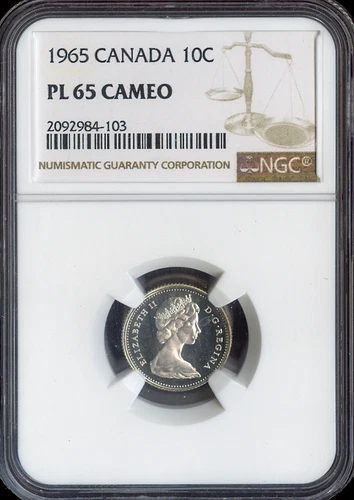 1965 CANADA 10C
PL 65 CAMEO
2092984-103
NUMISMATIC GUARANTY CORPORATION
NGC®
ELIZABETH II D·G·REGINA